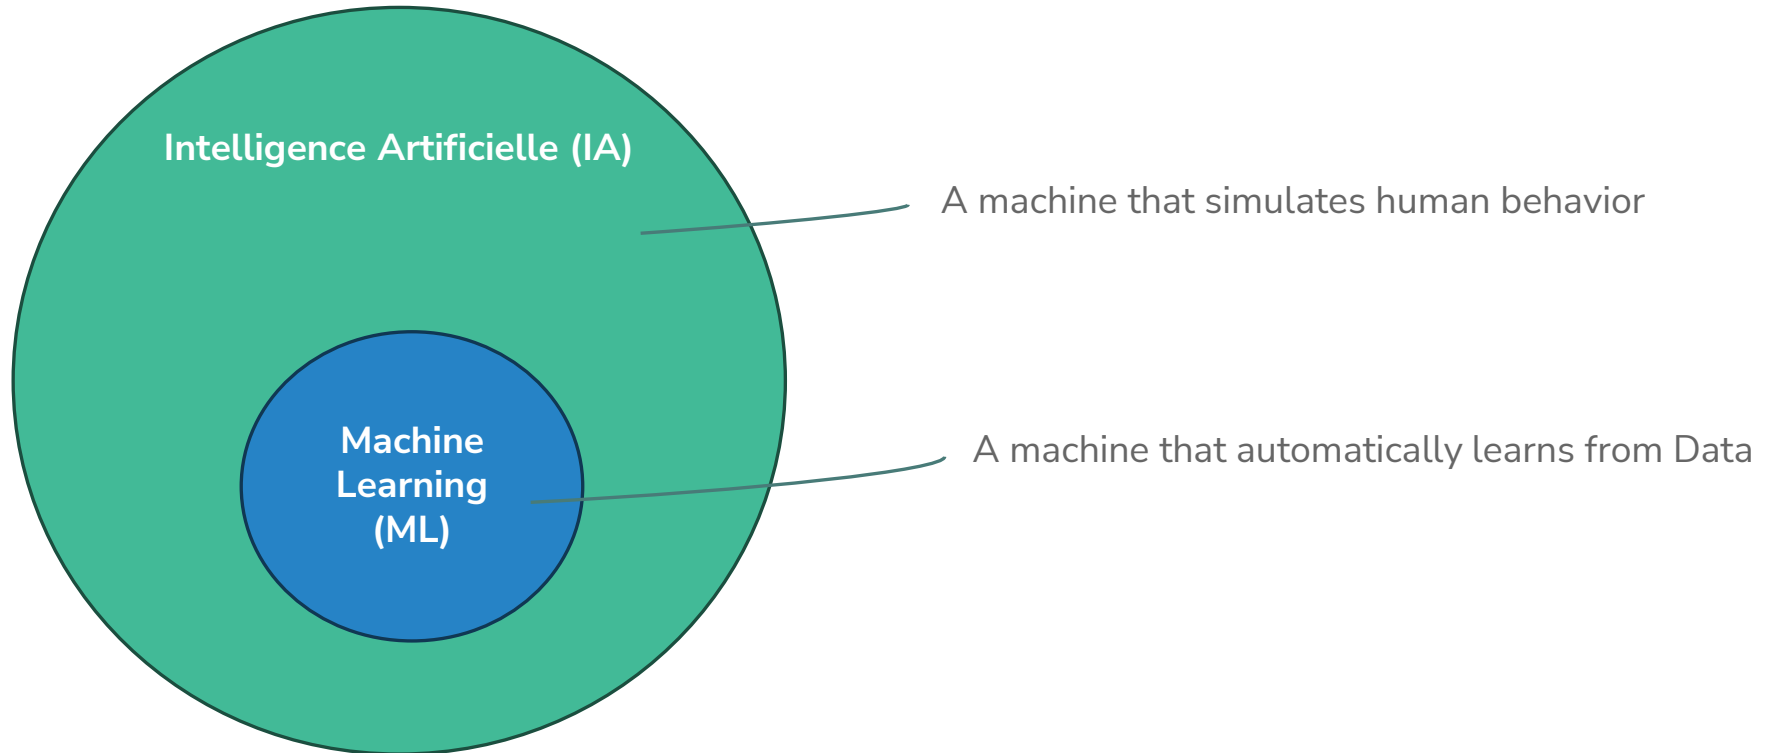 Intelligence Artificielle (IA)
A machine that simulates human behavior
Machine
Learning
(ML)
A machine that automatically learns from Data